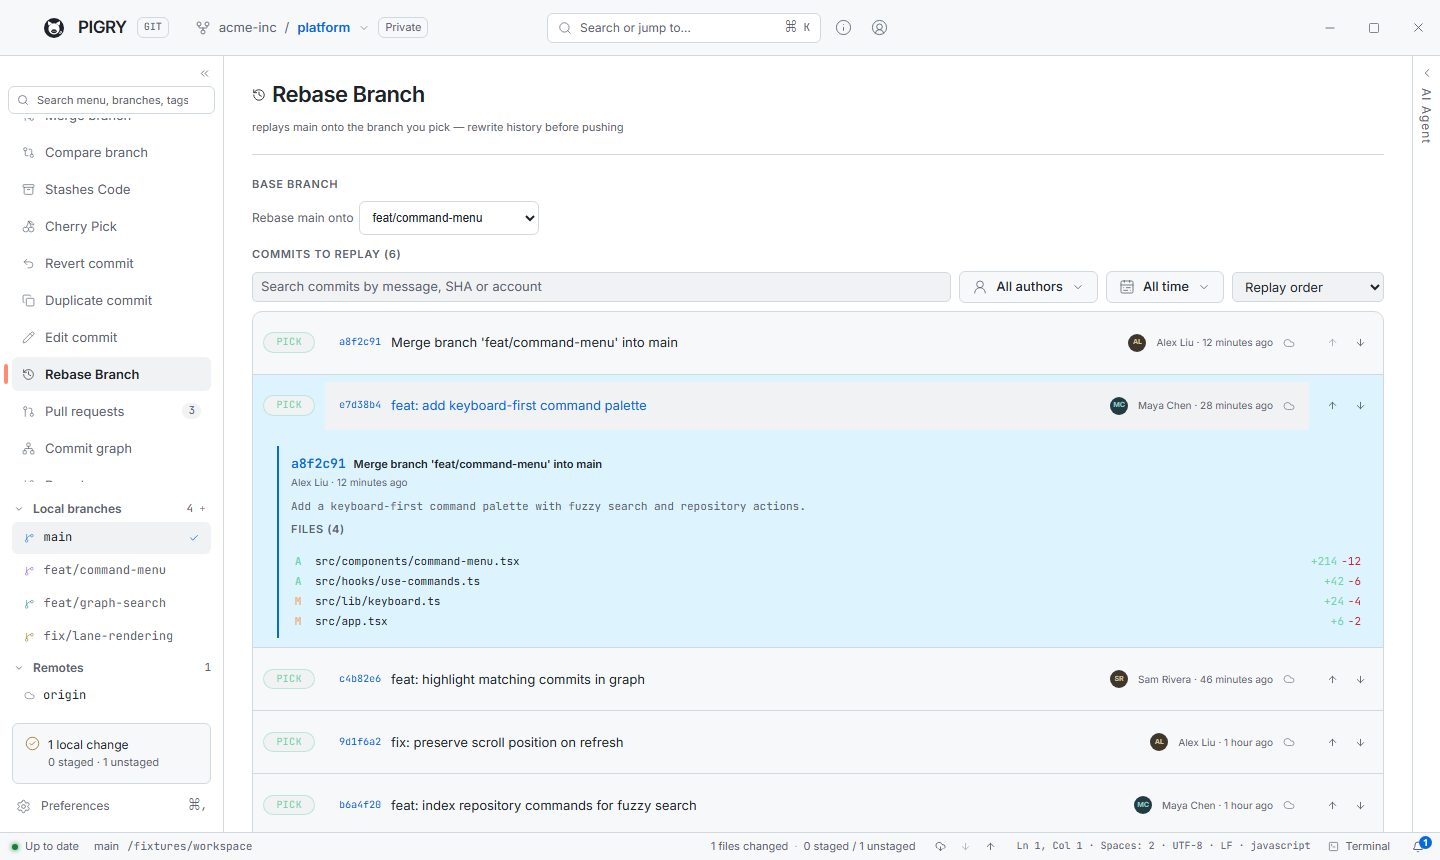 PIGRY GIT acme-inc / platform Private Search or jump to... ⌘ K
Search menu, branches, tags
Merge branch
Compare branch
Stashes Code
Cherry Pick
Revert commit
Duplicate commit
Edit commit
Rebase Branch
Pull requests 3
Commit graph
Local branches 4 +
main
feat/command-menu
feat/graph-search
fix/lane-rendering
Remotes 1
origin
1 local change
0 staged · 1 unstaged
Preferences ⌘,
Rebase Branch
replays main onto the branch you pick — rewrite history before pushing
BASE BRANCH
Rebase main onto feat/command-menu
COMMITS TO REPLAY (6)
Search commits by message, SHA or account All authors All time Replay order
PICK a8f2c91 Merge branch 'feat/command-menu' into main AL Alex Liu · 12 minutes ago
PICK e7d38b4 feat: add keyboard-first command palette MC Maya Chen · 28 minutes ago
a8f2c91 Merge branch 'feat/command-menu' into main
Alex Liu · 12 minutes ago
Add a keyboard-first command palette with fuzzy search and repository actions.
FILES (4)
A src/components/command-menu.tsx +214 -12
A src/hooks/use-commands.ts +42 -6
M src/lib/keyboard.ts +24 -4
M src/app.tsx +6 -2
PICK c4b82e6 feat: highlight matching commits in graph SR Sam Rivera · 46 minutes ago
PICK 9d1f6a2 fix: preserve scroll position on refresh AL Alex Liu · 1 hour ago
PICK b6a4f20 feat: index repository commands for fuzzy search MC Maya Chen · 1 hour ago
AI Agent
Up to date main /fixtures/workspace 1 files changed · 0 staged / 1 unstaged Ln 1, Col 1 · Spaces: 2 · UTF-8 · LF · javascript Terminal 1